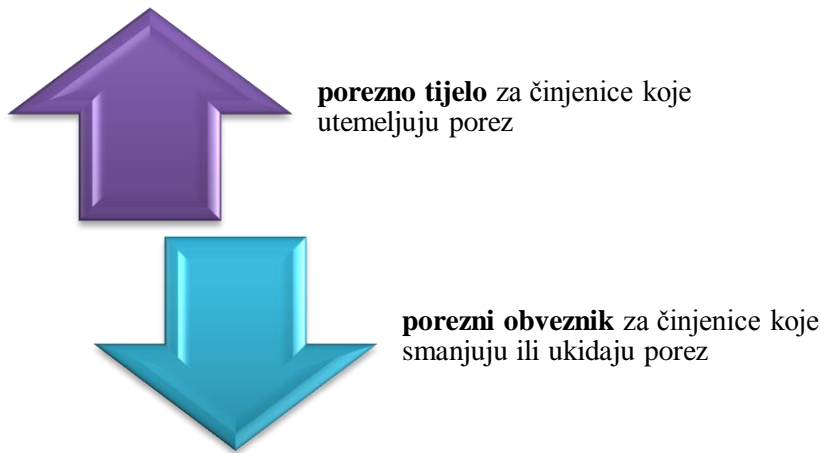 porezno tijelo za činjenice koje
utemeljuju porez
porezni obveznik za činjenice koje
smanjuju ili ukidaju porez